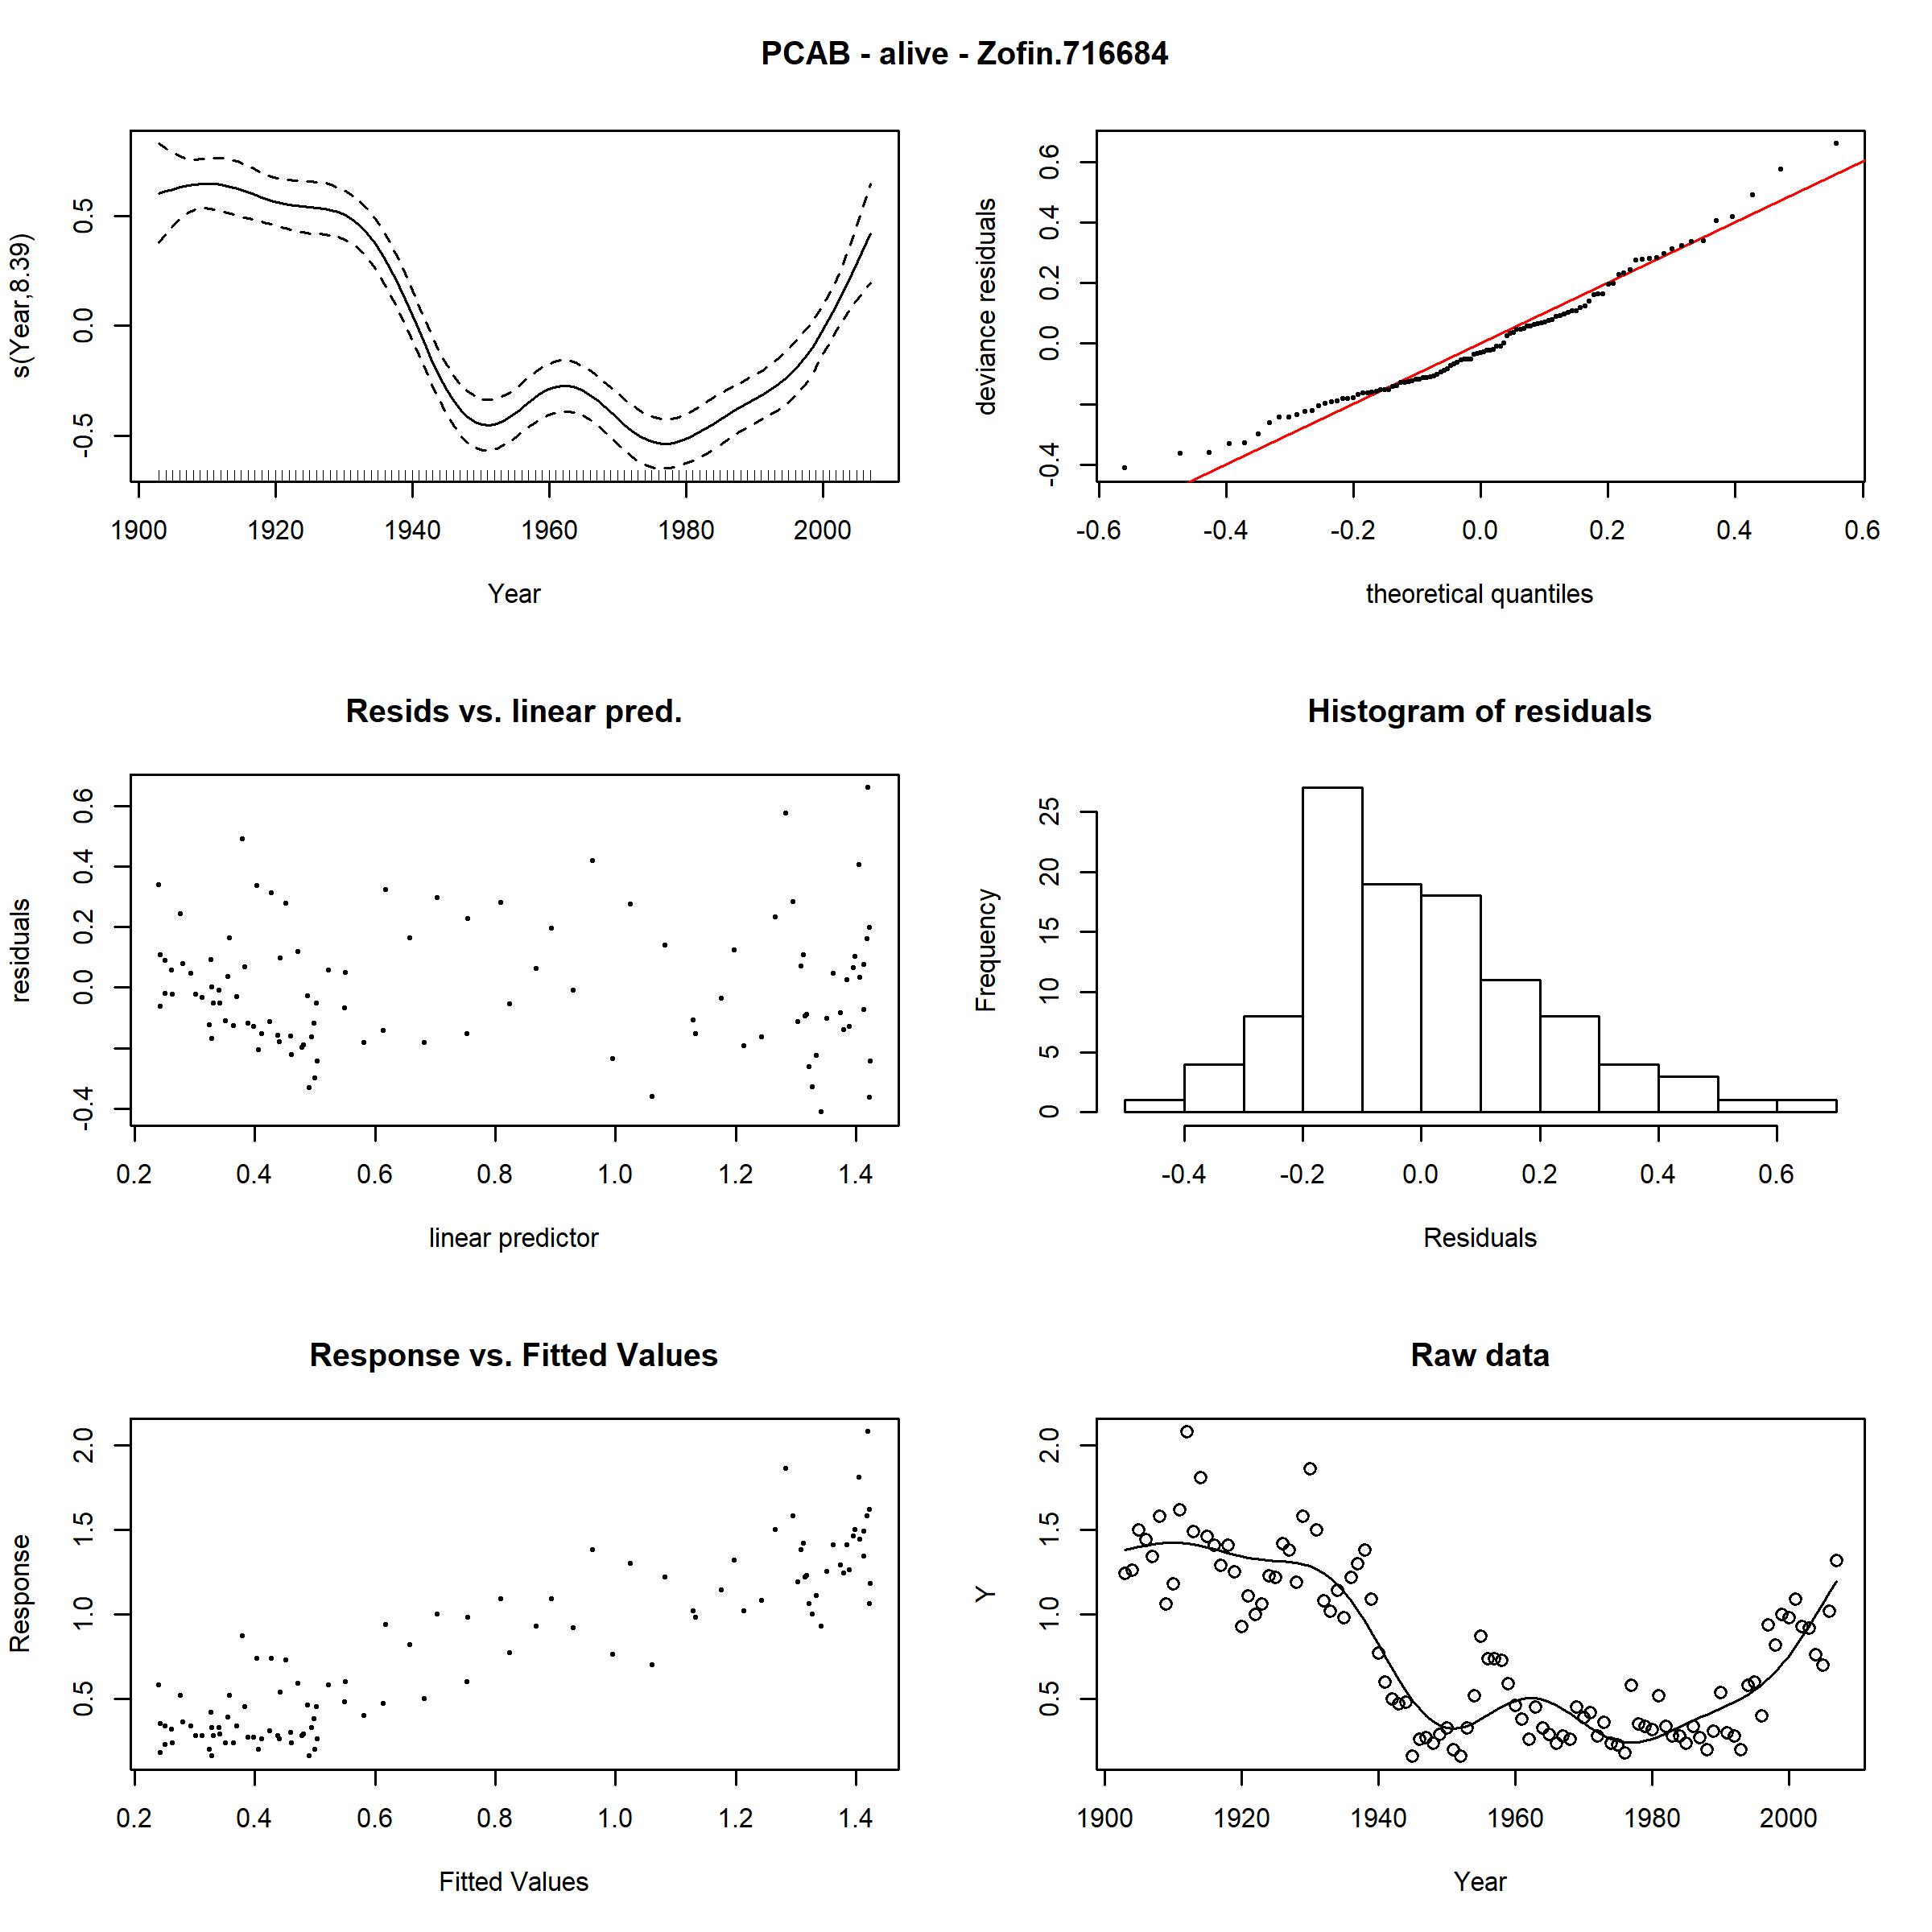 PCAB - alive - Zofin.716684
s(Year,8.39)
-0.5 0.0 0.5
1900 1920 1940 1960 1980 2000
Year
deviance residuals
-0.4 0.0 0.2 0.4 0.6
-0.6 -0.4 -0.2 0.0 0.2 0.4 0.6
theoretical quantiles
Resids vs. linear pred.
residuals
-0.4 0.0 0.2 0.4 0.6
0.2 0.4 0.6 0.8 1.0 1.2 1.4
linear predictor
Histogram of residuals
Frequency
0 5 10 15 20 25
-0.4 -0.2 0.0 0.2 0.4 0.6
Residuals
Response vs. Fitted Values
Response
0.5 1.0 1.5 2.0
0.2 0.4 0.6 0.8 1.0 1.2 1.4
Fitted Values
Raw data
Y
0.5 1.0 1.5 2.0
1900 1920 1940 1960 1980 2000
Year